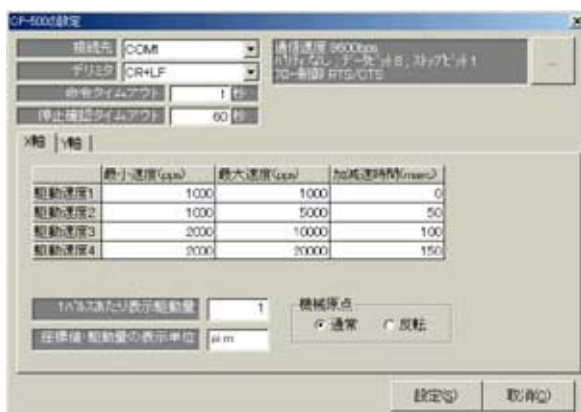 CP-500の設定
接続先 COM1
デリミタ CR+LF
命令タイムアウト 1 秒
停止確認タイムアウト 60 秒
通信速度 9600bps
パリティなし , データビット 8 , ストップビット 1
フロー制御 RTS/CTS
...
X軸 Y軸
最小速度(pps) 最大速度(pps) 加減速時間(msec)
駆動速度1 1000 1000 0
駆動速度2 1000 5000 50
駆動速度3 2000 10000 100
駆動速度4 2000 20000 150
1パルスあたり表示駆動量 1
座標値・駆動量の表示単位 μm
機械原点
通常 反転
設定(S) 取消(C)